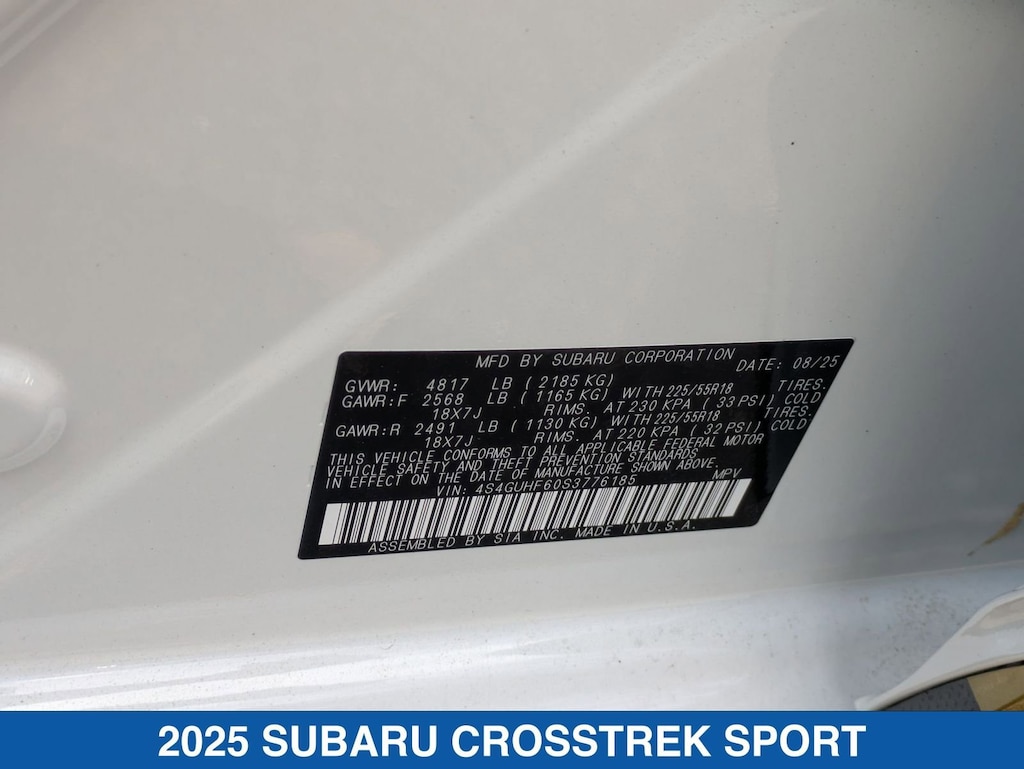 MFD BY SUBARU CORPORATION DATE: 08/25
GVWR: 4817 LB ( 2185 KG)
GAWR:F 2568 LB ( 1165 KG) WITH 225/55R18 TIRES.
18X7J RIMS. AT 230 KPA ( 33 PSI) COLD
GAWR:R 2491 LB ( 1130 KG) WITH 225/55R18 TIRES.
18X7J RIMS. AT 220 KPA ( 32 PSI) COLD
THIS VEHICLE CONFORMS TO ALL APPLICABLE FEDERAL MOTOR
VEHICLE SAFETY AND THEFT PREVENTION STANDARDS
IN EFFECT ON THE DATE OF MANUFACTURE SHOWN ABOVE.
VIN: 4S4GUHF60S3776185 MPV
ASSEMBLED BY SIA INC. MADE IN U.S.A.
2025 SUBARU CROSSTREK SPORT